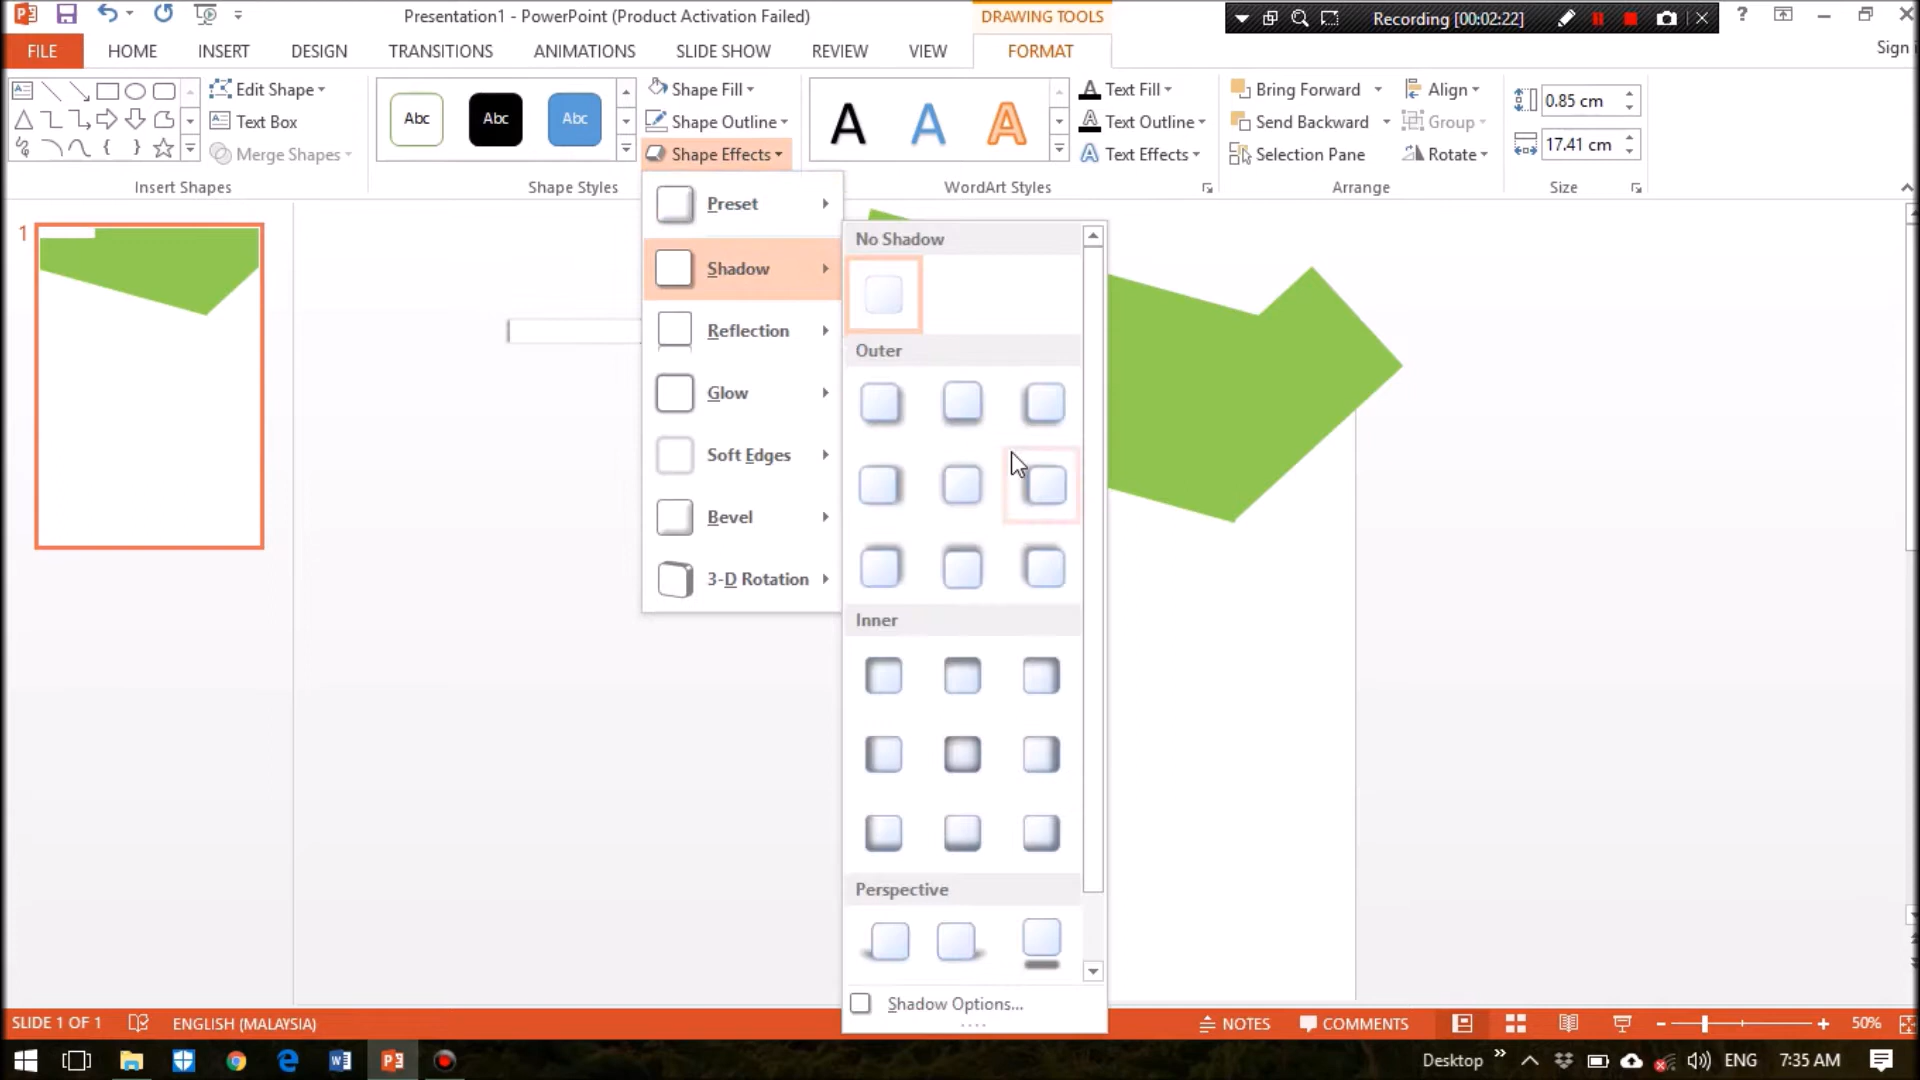 Presentation1 - PowerPoint (Product Activation Failed)
DRAWING TOOLS
Recording [00:02:22]
?
FILE HOME INSERT DESIGN TRANSITIONS ANIMATIONS SLIDE SHOW REVIEW VIEW FORMAT
Sign i
Edit Shape
Text Box
Merge Shapes
Insert Shapes
Abc Abc Abc
Shape Fill
Shape Outline
Shape Effects
Shape Styles
A A A
Text Fill
Text Outline
Text Effects
WordArt Styles
Bring Forward
Send Backward
Selection Pane
Align
Group
Rotate
Arrange
0.85 cm
17.41 cm
Size
1
Preset
Shadow
Reflection
Glow
Soft Edges
Bevel
3-D Rotation
No Shadow
Outer
Inner
Perspective
Shadow Options...
SLIDE 1 OF 1 ENGLISH (MALAYSIA) NOTES COMMENTS 50%
Desktop ENG 7:35 AM